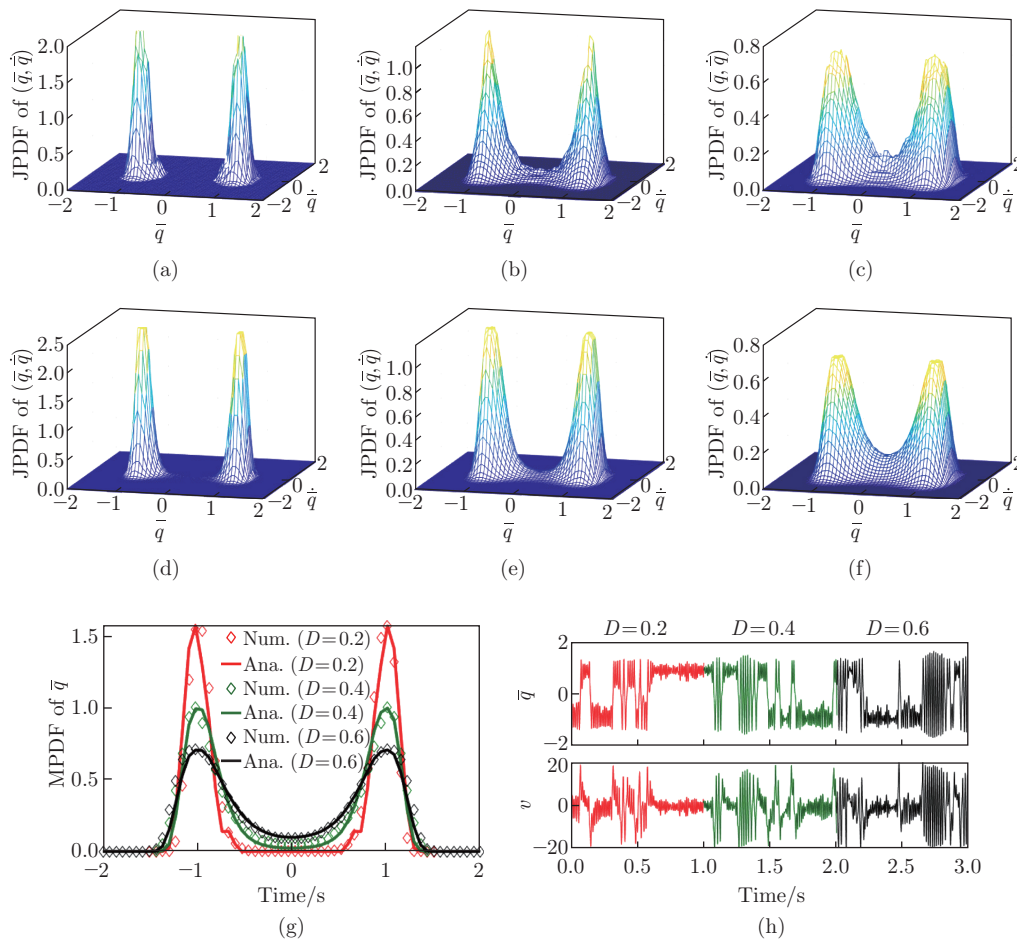 JPDF of (q̄, q̄̇)
2.0
1.5
1.0
0.5
0.0
−2
−1
0
1
2
q̄
−2
0
2
q̄̇
(a)
JPDF of (q̄, q̄̇)
1.0
0.8
0.6
0.4
0.2
0.0
−2
−1
0
1
2
q̄
−2
0
2
q̄̇
(b)
JPDF of (q̄, q̄̇)
0.8
0.6
0.4
0.2
0.0
−2
−1
0
1
2
q̄
−2
0
2
q̄̇
(c)
JPDF of (q̄, q̄̇)
2.5
2.0
1.5
1.0
0.5
0.0
−2
−1
0
1
2
q̄
−2
0
2
q̄̇
(d)
JPDF of (q̄, q̄̇)
1.0
0.8
0.6
0.4
0.2
0.0
−2
−1
0
1
2
q̄
−2
0
2
q̄̇
(e)
JPDF of (q̄, q̄̇)
0.8
0.6
0.4
0.2
0.0
−2
−1
0
1
2
q̄
−2
0
2
q̄̇
(f)
MPDF of q̄
1.5
1.0
0.5
0.0
Num. (D=0.2)
Ana. (D=0.2)
Num. (D=0.4)
Ana. (D=0.4)
Num. (D=0.6)
Ana. (D=0.6)
−2
−1
0
1
2
Time/s
(g)
D=0.2
D=0.4
D=0.6
q̄
2
0
−2
v
20
0
−20
0.0
0.5
1.0
1.5
2.0
2.5
3.0
Time/s
(h)